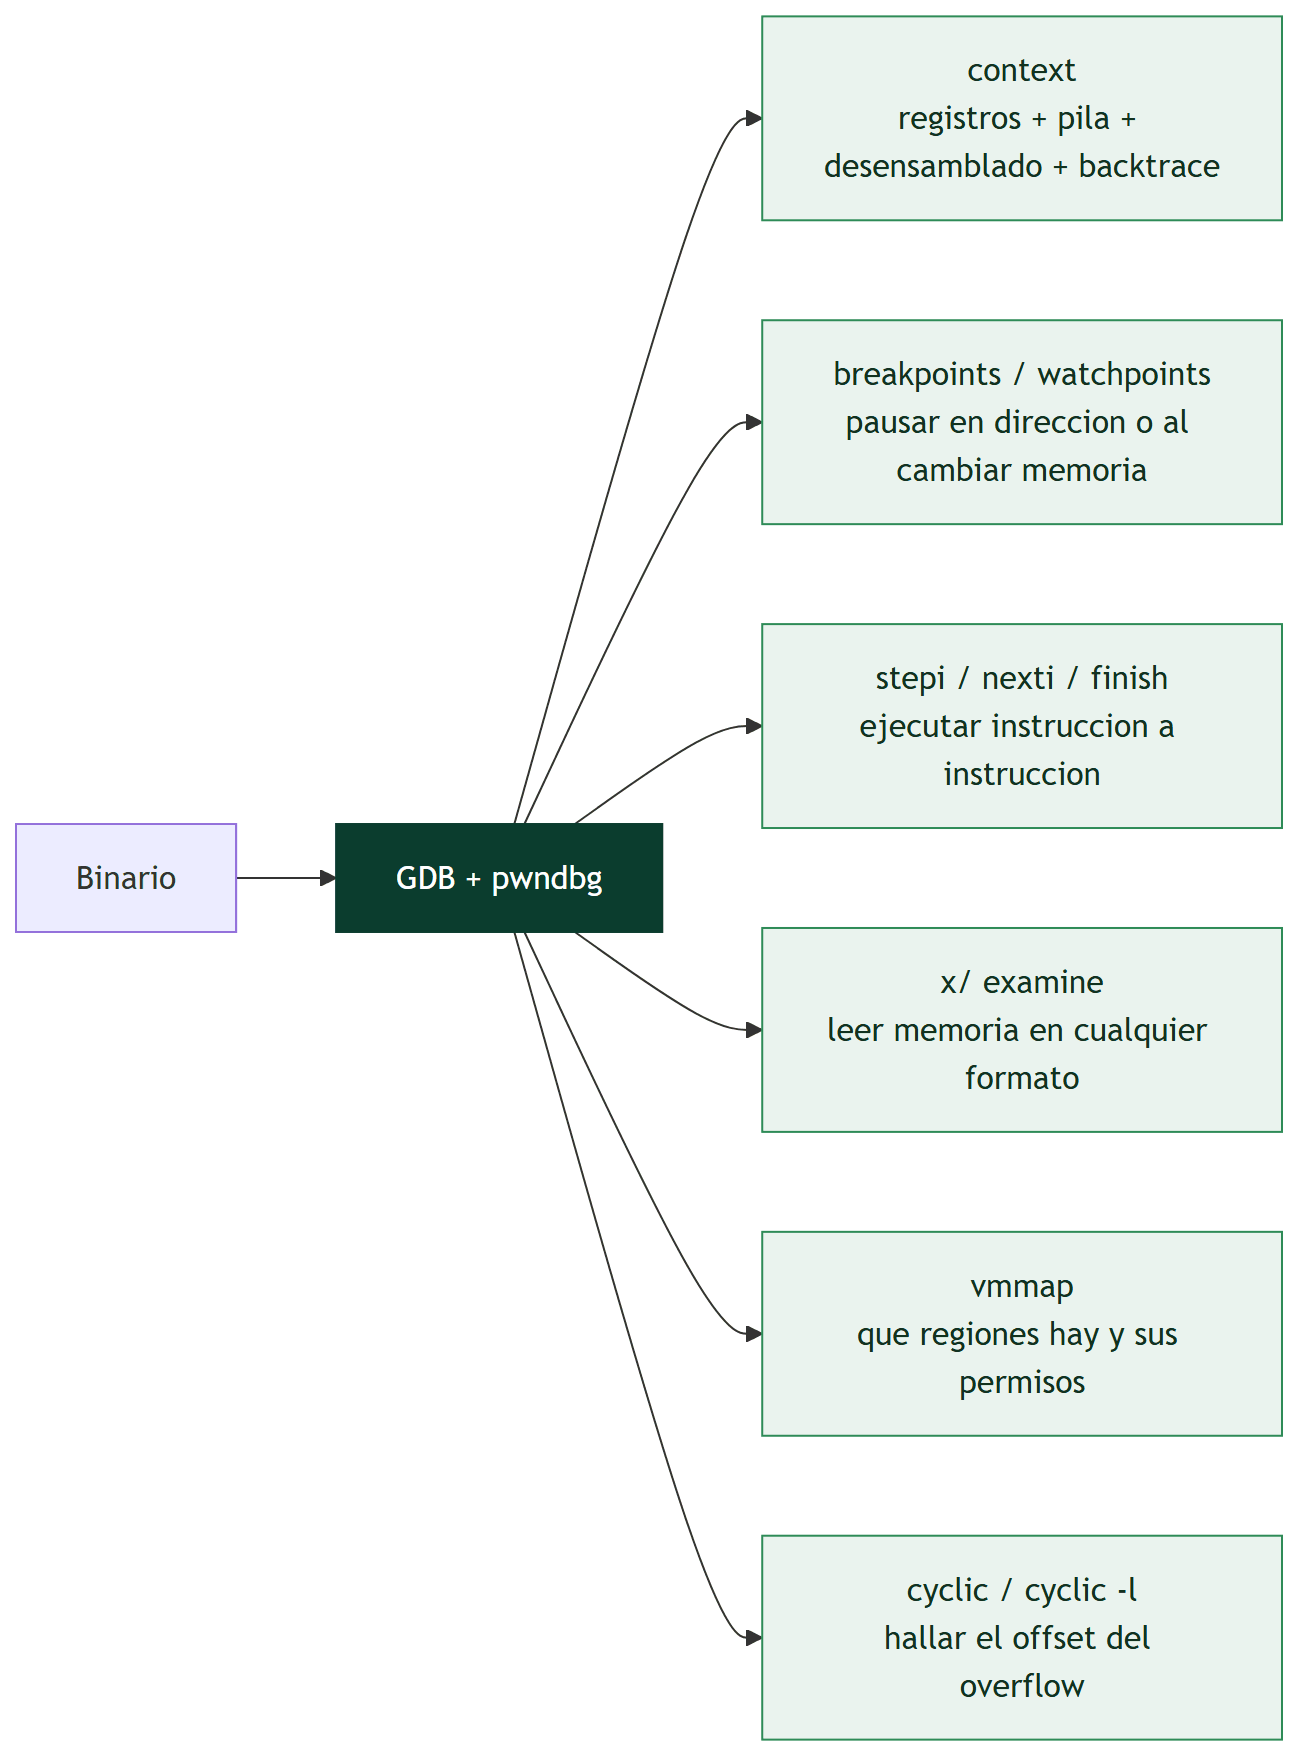 context
registros + pila +
desensamblado + backtrace
breakpoints / watchpoints
pausar en direccion o al
cambiar memoria
stepi / nexti / finish
ejecutar instruccion a
instruccion
Binario
GDB + pwndbg
x/ examine
leer memoria en cualquier
formato
vmmap
que regiones hay y sus
permisos
cyclic / cyclic -l
hallar el offset del
overflow